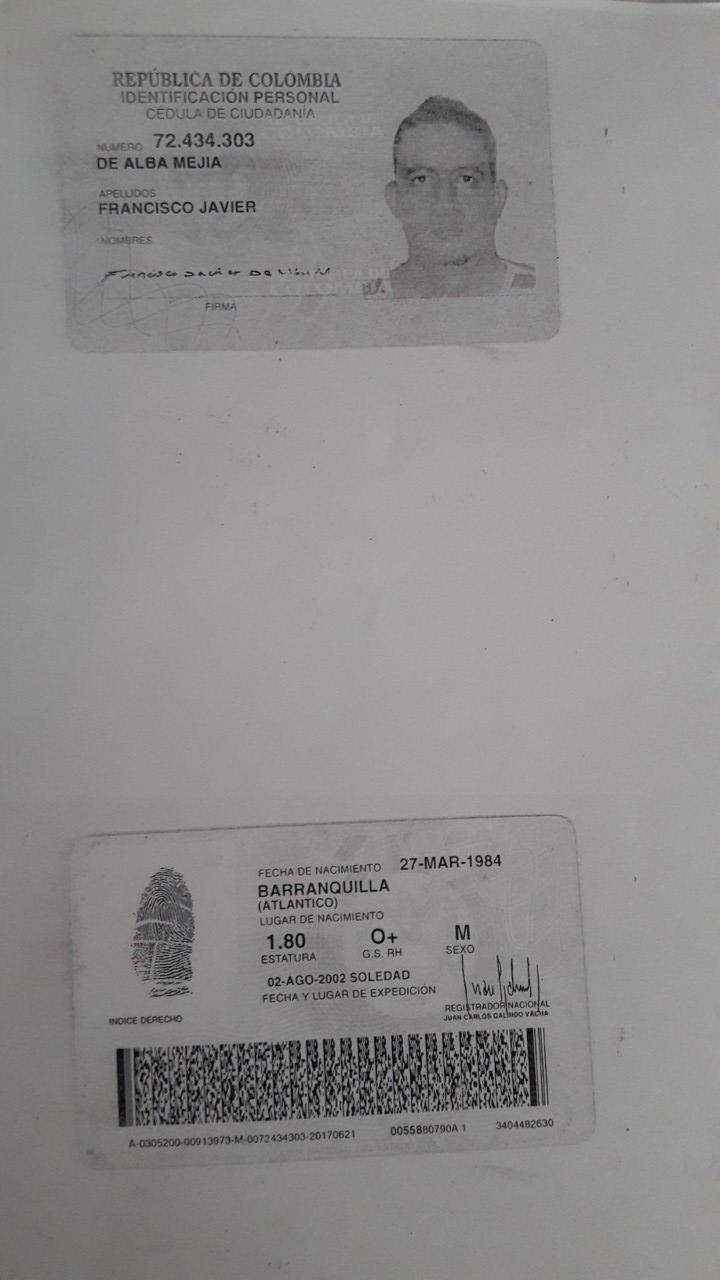 REPÚBLICA DE COLOMBIA
IDENTIFICACIÓN PERSONAL
CÉDULA DE CIUDADANÍA
NUMERO 72.434.303
DE ALBA MEJIA
APELLIDOS
FRANCISCO JAVIER
NOMBRES
Francisco Javier De Alba M
FIRMA
FECHA DE NACIMIENTO 27-MAR-1984
BARRANQUILLA
(ATLANTICO)
LUGAR DE NACIMIENTO
1.80 O+ M
ESTATURA G.S. RH SEXO
02-AGO-2002 SOLEDAD
FECHA Y LUGAR DE EXPEDICIÓN
REGISTRADOR NACIONAL
JUAN CARLOS GALINDO VÁCHA
INDICE DERECHO
A-0305200-00913973-M-0072434303-20170621 0055880790A 1 3404482630